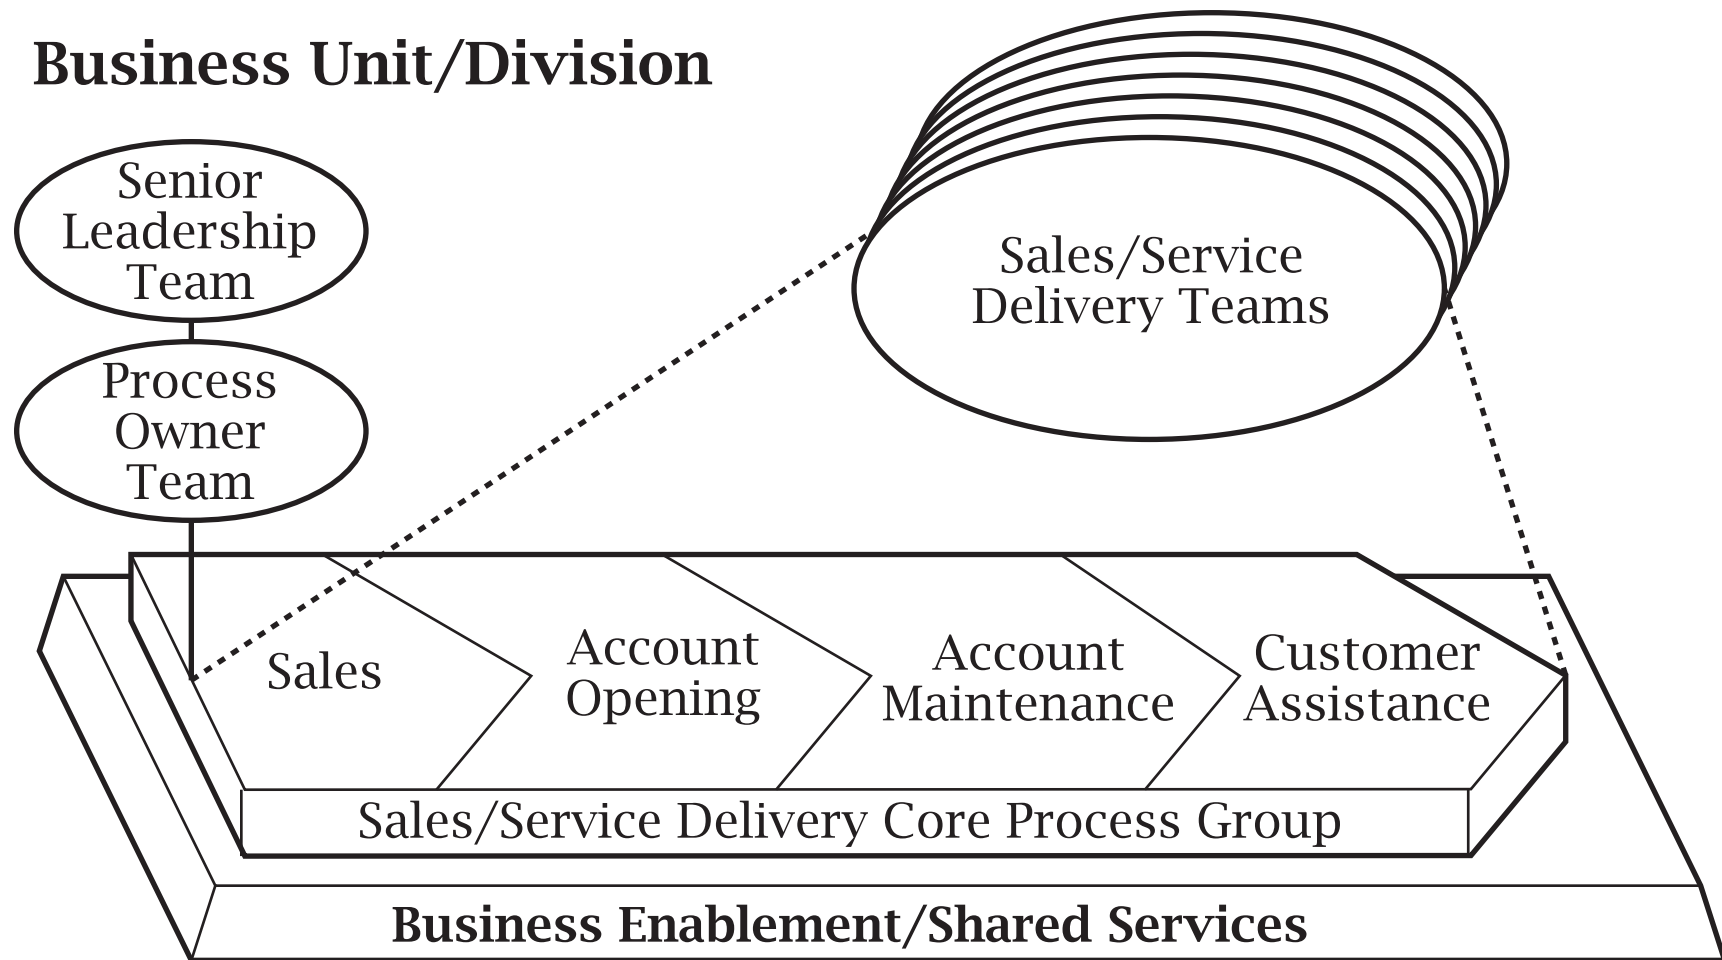 Business Unit/Division
Senior
Leadership
Team
Process
Owner
Team
Sales/Service
Delivery Teams
Sales
Account
Opening
Account
Maintenance
Customer
Assistance
Sales/Service Delivery Core Process Group
Business Enablement/Shared Services